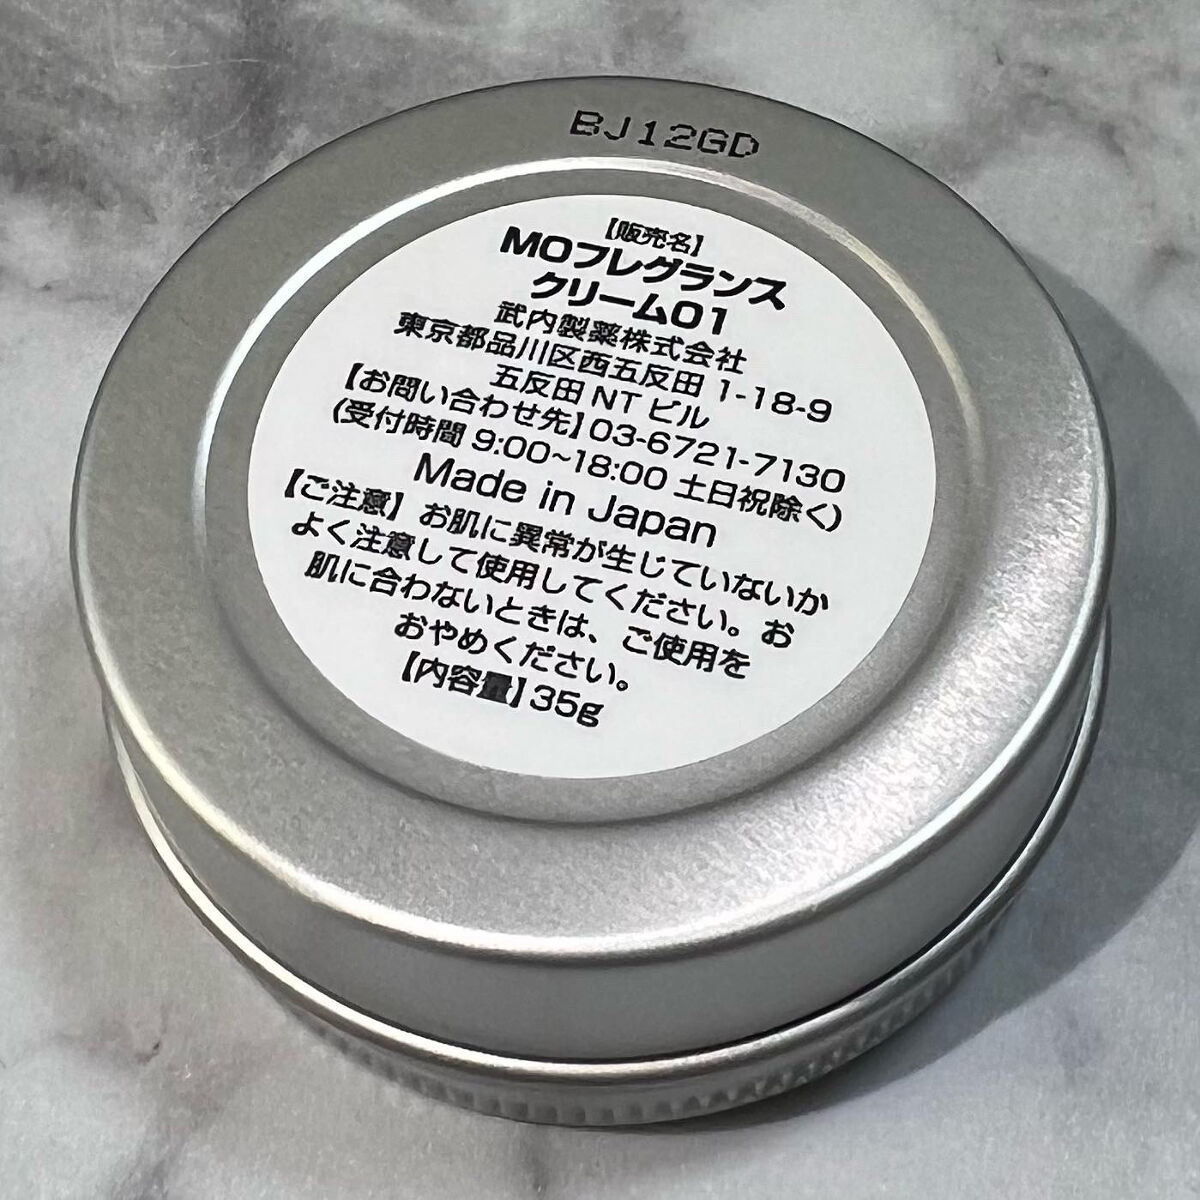 BJ12GD
【販売名】
MOフレグランス
クリーム01
武内製薬株式会社
東京都品川区西五反田 1-18-9
五反田 NT ビル
【お問い合わせ先】03-6721-7130
(受付時間 9:00~18:00 土日祝除く)
Made in Japan
【ご注意】お肌に異常が生じていないか
よく注意して使用してください。お
肌に合わないときは、ご使用を
おやめください。
【内容量】35g